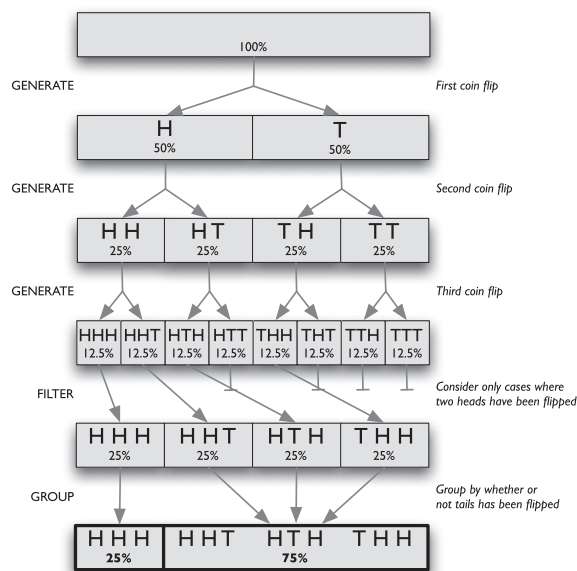 100%
GENERATE
First coin flip
H T
50% 50%
GENERATE
Second coin flip
H H H T T H T T
25% 25% 25% 25%
GENERATE
Third coin flip
HHH HHT HTH HTT THH THT TTH TTT
12.5% 12.5% 12.5% 12.5% 12.5% 12.5% 12.5% 12.5%
FILTER
Consider only cases where
two heads have been flipped
H H H H H T H T H T H H
25% 25% 25% 25%
GROUP
Group by whether or
not tails has been flipped
H H H H H T H T H T H H
25% 75%